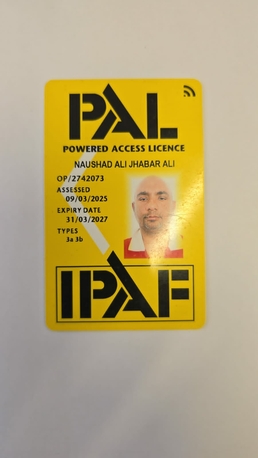 PAL
POWERED ACCESS LICENCE
NAUSHAD ALI JHABAR ALI
OP/2742073
ASSESSED
09/03/2025
EXPIRY DATE
31/03/2027
TYPES
3a 3b
IPAF